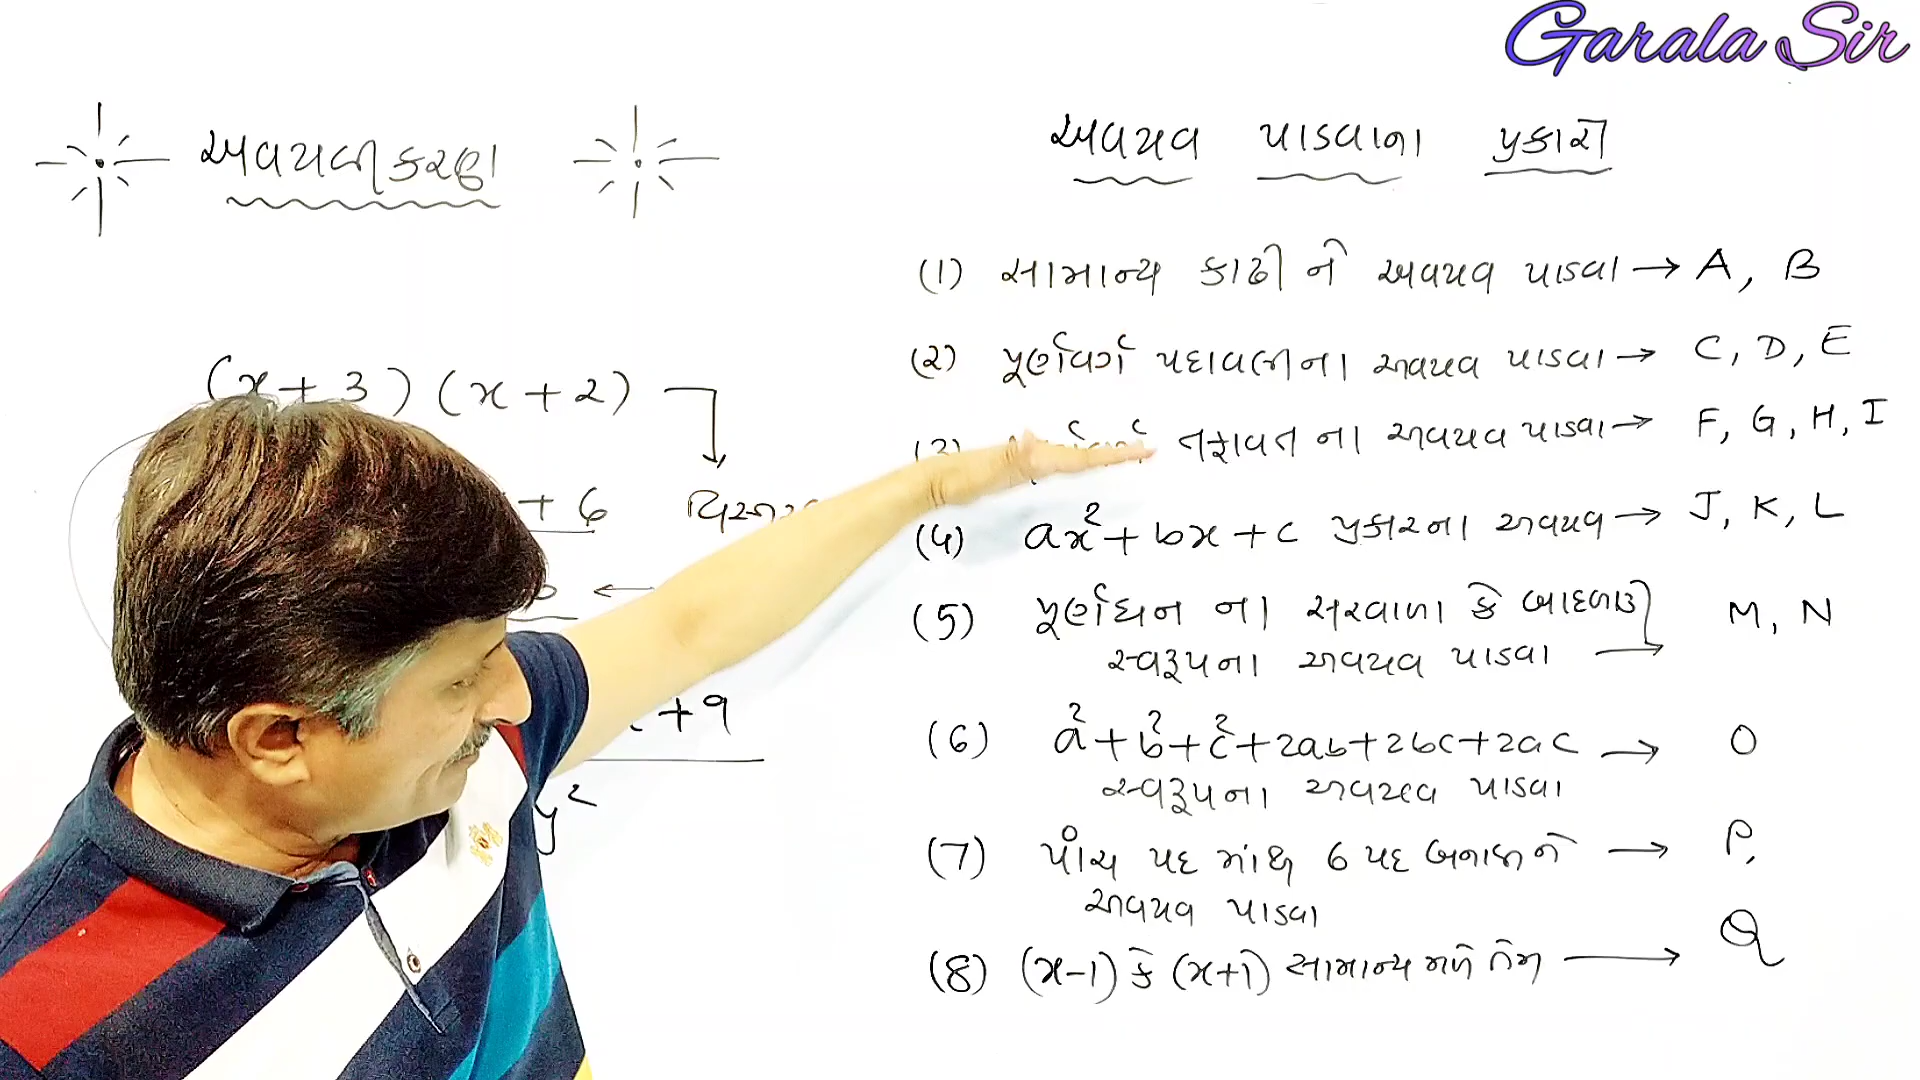 Garala Sir
અવયવીકરણ
(x + 3) (x + 2)
+ 6
+ 9
y²
અવયવ પાડવાના પ્રકારો
(1) સામાન્ય કાઢી ને અવયવ પાડવા → A, B
(2) પૂર્ણવર્ગ પદાવલીના અવયવ પાડવા → C, D, E
(3) તફાવત ના અવયવ પાડવા → F, G, H, I
(4) ax² + bx + c પ્રકારના અવયવ → J, K, L
(5) પૂર્ણઘન ના સરવાળા કે બાદબાકી
સ્વરૂપના અવયવ પાડવા → M, N
(6) a² + b² + c² + 2ab + 2bc + 2ac → O
સ્વરૂપના અવયવ પાડવા
(7) પાંચ પદ માંથી 6 પદ બનાવીને → P,
અવયવ પાડવા
(8) (x-1) કે (x+1) સામાન્ય મળે તેમ → Q